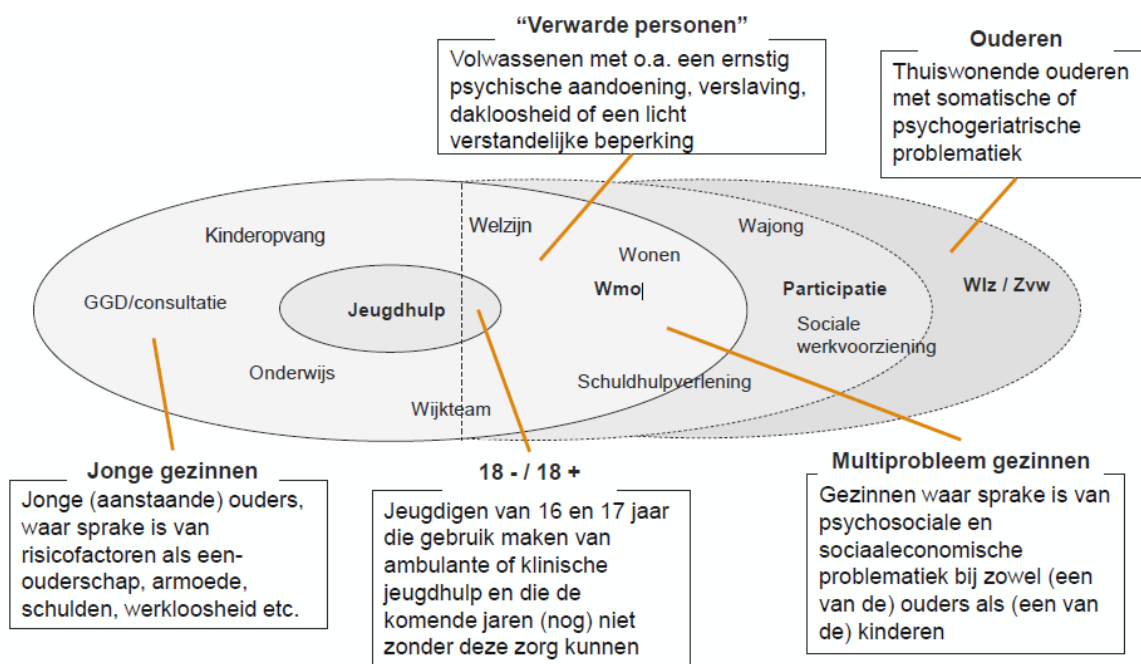 “Verwarde personen”
Volwassenen met o.a. een ernstig
psychische aandoening, verslaving,
dakloosheid of een licht
verstandelijke beperking
Ouderen
Thuiswonende ouderen
met somatische of
psychogeriatrische
problematiek
Kinderopvang
Welzijn
Wajong
Wonen
GGD/consultatie
Jeugdhulp
Wmo
Participatie
Wlz / Zvw
Sociale
werkvoorziening
Onderwijs
Schuldhulpverlening
Wijkteam
Jonge gezinnen
Jonge (aanstaande) ouders,
waar sprake is van
risicofactoren als een-
ouderschap, armoede,
schulden, werkloosheid etc.
18 - / 18 +
Jeugdigen van 16 en 17 jaar
die gebruik maken van
ambulante of klinische
jeugdhulp en die de
komende jaren (nog) niet
zonder deze zorg kunnen
Multiprobleem gezinnen
Gezinnen waar sprake is van
psychosociale en
sociaaleconomische
problematiek bij zowel (een
van de) ouders als (een van
de) kinderen